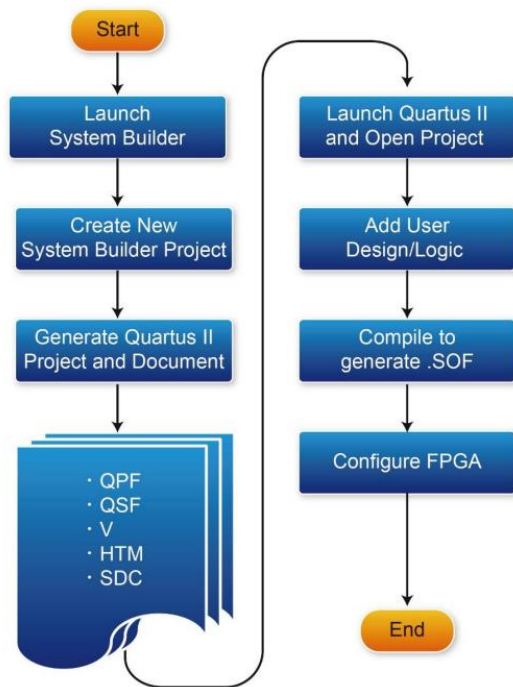 Start
Launch
System Builder
Create New
System Builder Project
Generate Quartus II
Project and Document
· QPF
· QSF
· V
· HTM
· SDC
Launch Quartus II
and Open Project
Add User
Design/Logic
Compile to
generate .SOF
Configure FPGA
End